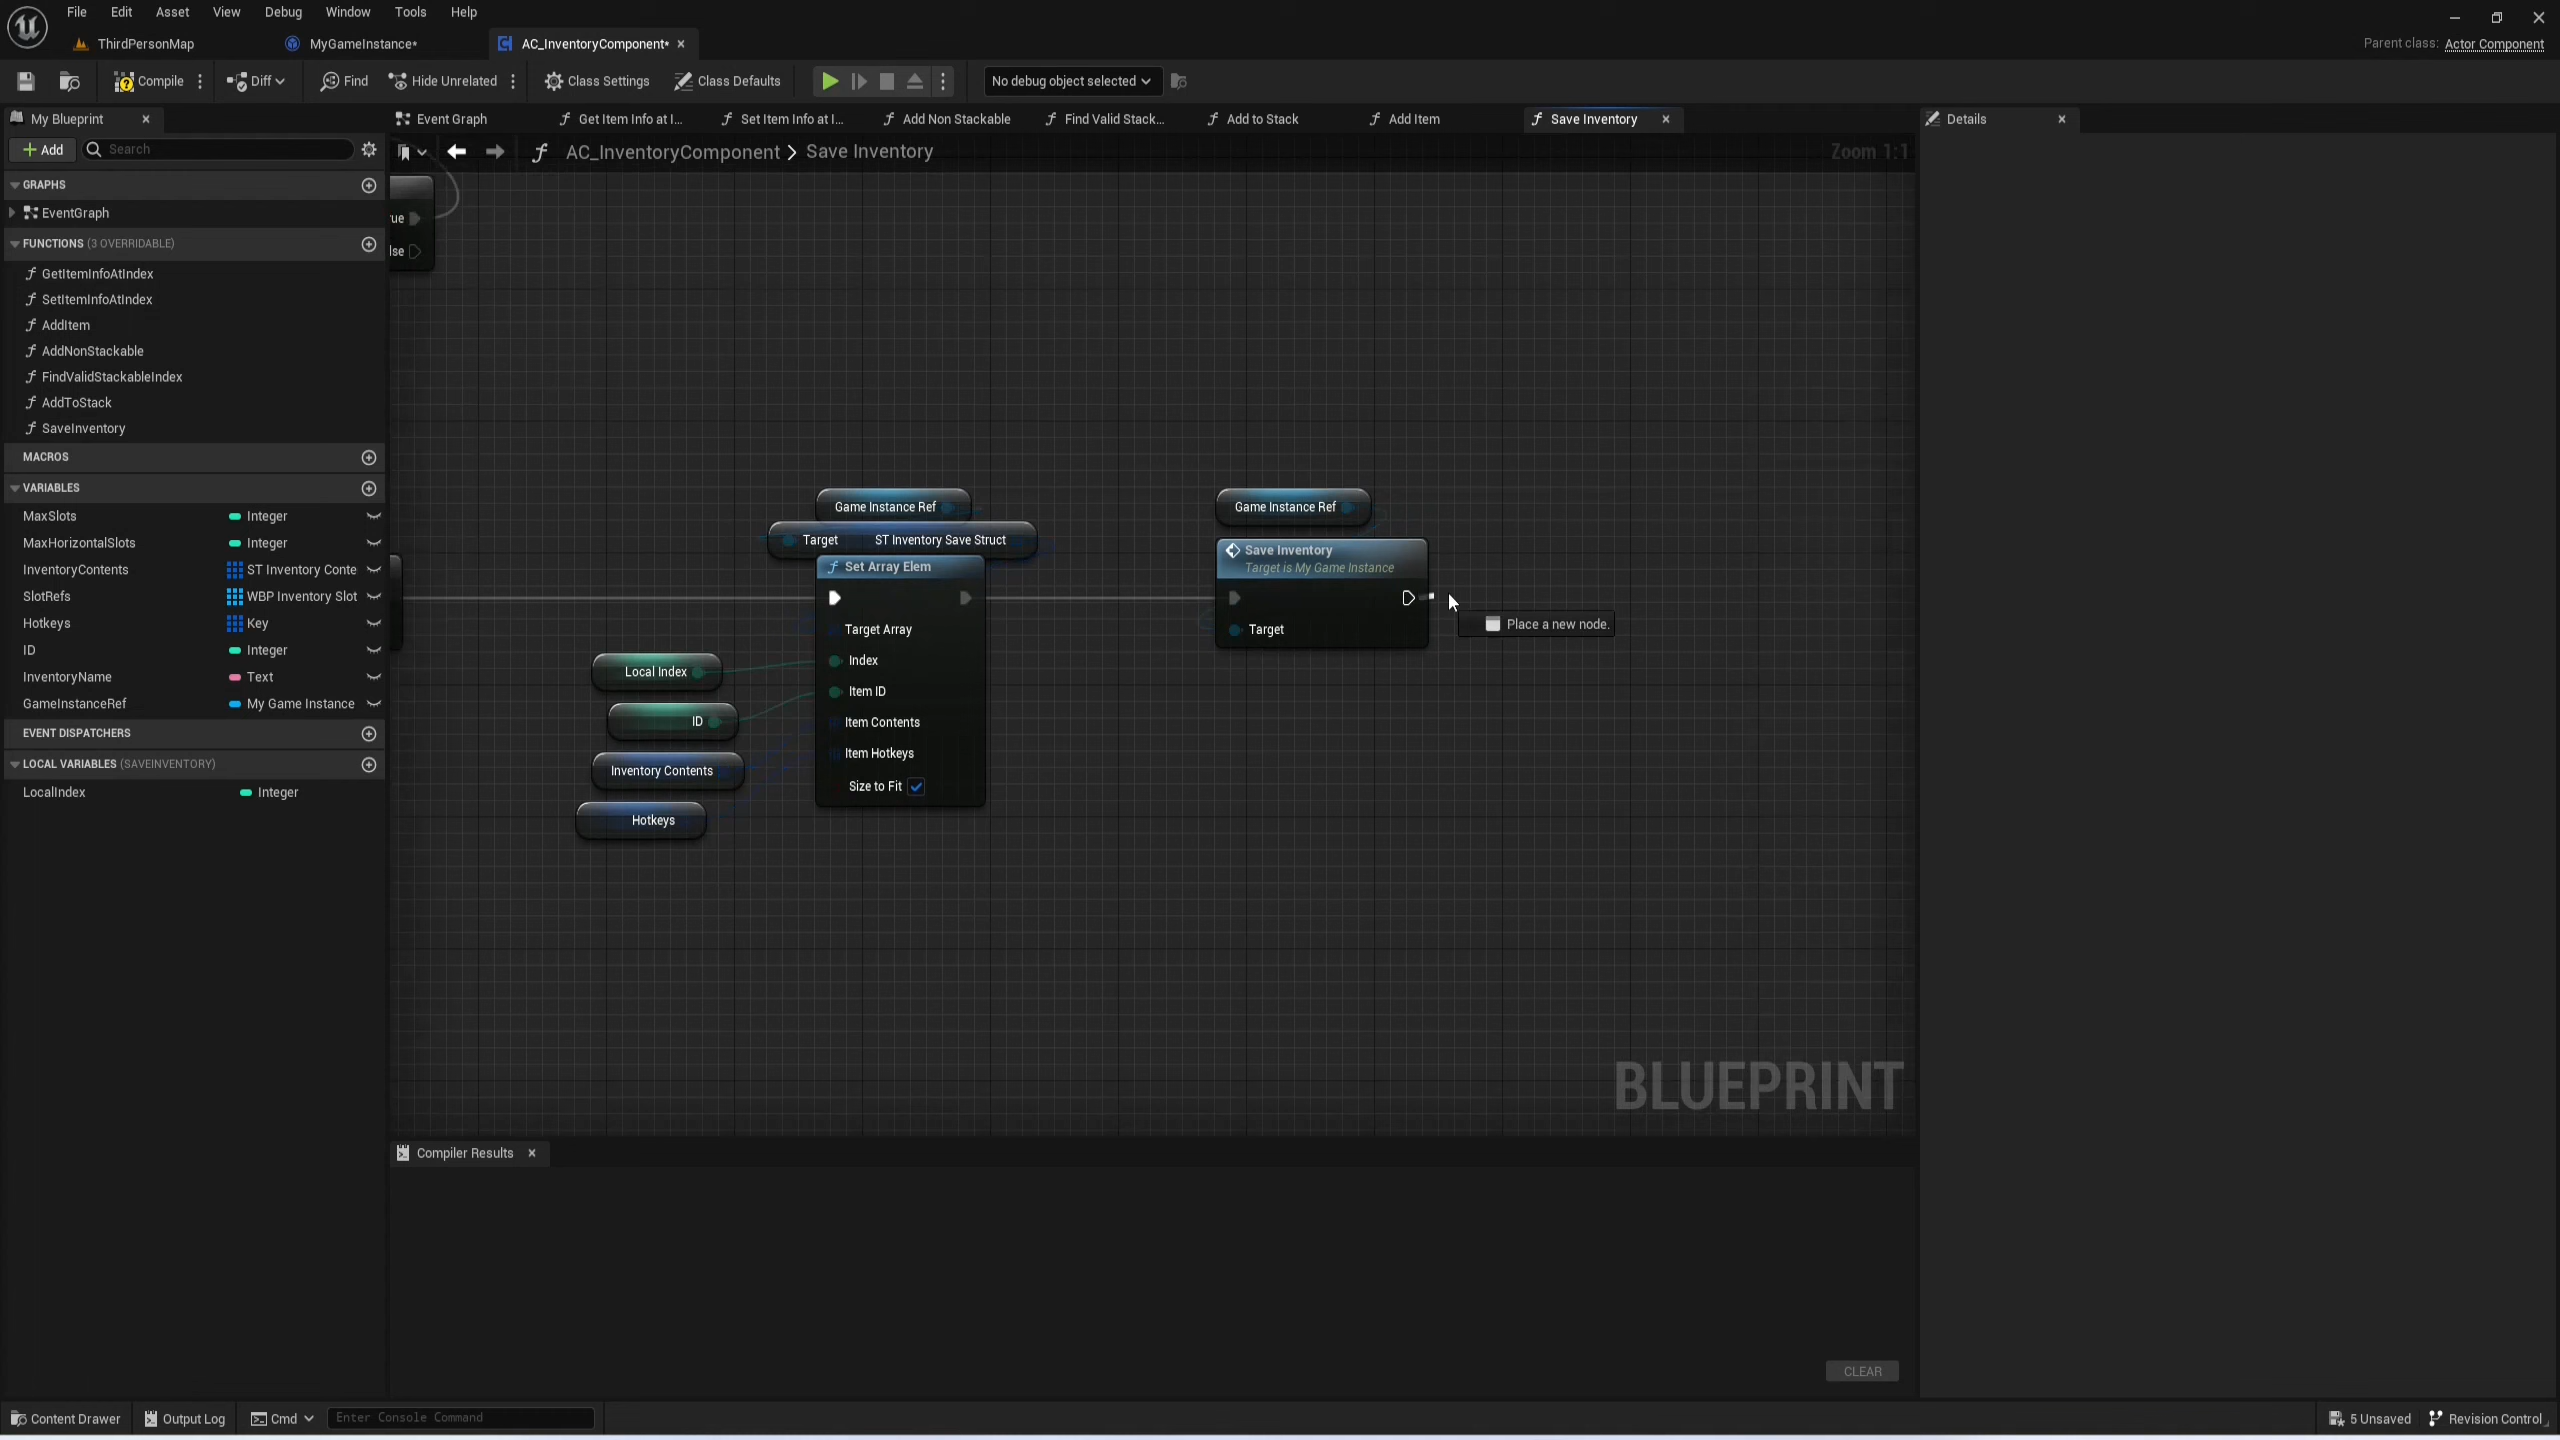 File Edit Asset View Debug Window Tools Help
ThirdPersonMap
MyGameInstance*
AC_InventoryComponent*
Parent class: Actor Component
Compile
Diff
Find
Hide Unrelated
Class Settings
Class Defaults
No debug object selected
My Blueprint
Event Graph
Get Item Info at I...
Set Item Info at I...
Add Non Stackable
Find Valid Stack...
Add to Stack
Add Item
Save Inventory
Details
Add
Search
AC_InventoryComponent > Save Inventory
Zoom 1:1
GRAPHS
EventGraph
FUNCTIONS (3 OVERRIDABLE)
GetItemInfoAtIndex
SetItemInfoAtIndex
AddItem
AddNonStackable
FindValidStackableIndex
AddToStack
SaveInventory
MACROS
VARIABLES
MaxSlots Integer
MaxHorizontalSlots Integer
InventoryContents ST Inventory Conte
SlotRefs WBP Inventory Slot
Hotkeys Key
ID Integer
InventoryName Text
GameInstanceRef My Game Instance
EVENT DISPATCHERS
LOCAL VARIABLES (SAVEINVENTORY)
LocalIndex Integer
ue
lse
Game Instance Ref
Target ST Inventory Save Struct
Set Array Elem
Target Array
Index
Item ID
Item Contents
Item Hotkeys
Size to Fit
Local Index
ID
Inventory Contents
Hotkeys
Game Instance Ref
Save Inventory
Target is My Game Instance
Target
Place a new node.
BLUEPRINT
Compiler Results
CLEAR
Content Drawer
Output Log
Cmd
Enter Console Command
5 Unsaved
Revision Control